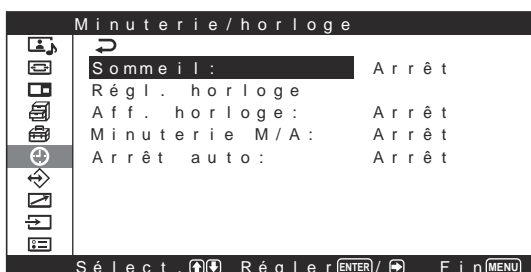 Minuterie/horloge
Sommeil: Arrêt
Régl. horloge
Aff. horloge: Arrêt
Minuterie M/A: Arrêt
Arrêt auto: Arrêt
Sélect. Régler ENTER / Fin MENU